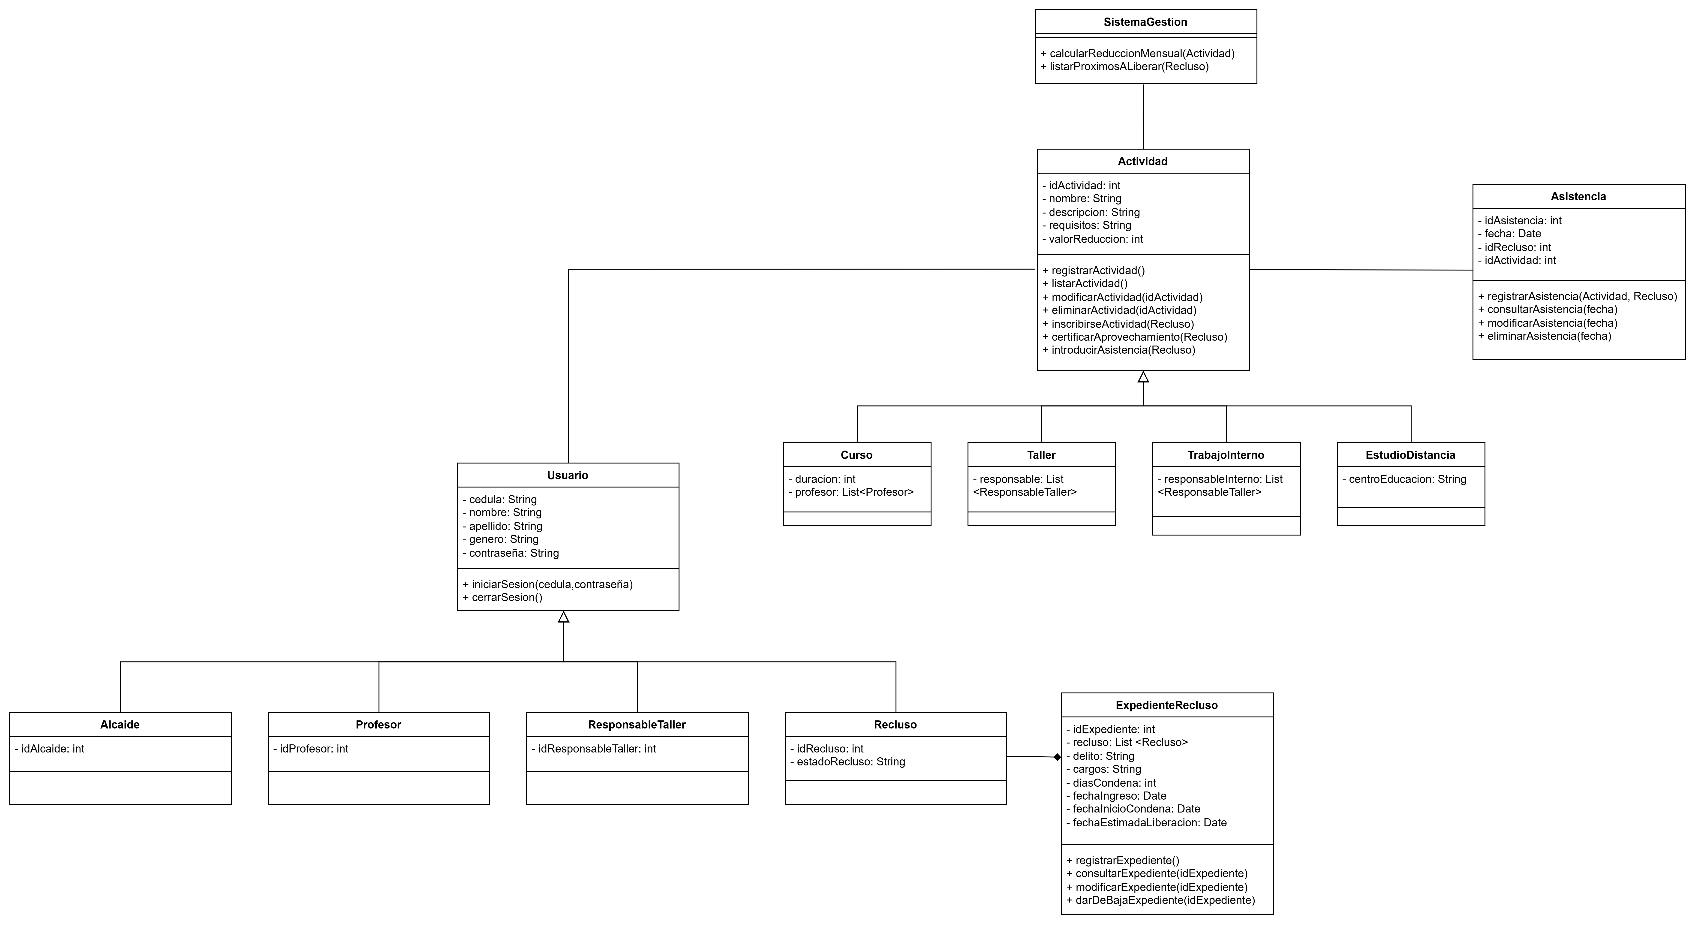 SistemaGestion
+ calcularReduccionMensual(Actividad)
+ listarProximosALiberar(Recluso)
Actividad
- idActividad: int
- nombre: String
- descripcion: String
- requisitos: String
- valorReduccion: int
+ registrarActividad()
+ listarActividad()
+ modificarActividad(idActividad)
+ eliminarActividad(idActividad)
+ inscribirseActividad(Recluso)
+ certificarAprovechamiento(Recluso)
+ introducirAsistencia(Recluso)
Asistencia
- idAsistencia: int
- fecha: Date
- idRecluso: int
- idActividad: int
+ registrarAsistencia(Actividad, Recluso)
+ consultarAsistencia(fecha)
+ modificarAsistencia(fecha)
+ eliminarAsistencia(fecha)
Curso
- duracion: int
- profesor: List<Profesor>
Taller
- responsable: List
<ResponsableTaller>
TrabajoInterno
- responsableInterno: List
<ResponsableTaller>
EstudioDistancia
- centroEducacion: String
Usuario
- cedula: String
- nombre: String
- apellido: String
- genero: String
- contraseña: String
+ iniciarSesion(cedula,contraseña)
+ cerrarSesion()
Alcaide
- idAlcaide: int
Profesor
- idProfesor: int
ResponsableTaller
- idResponsableTaller: int
Recluso
- idRecluso: int
- estadoRecluso: String
ExpedienteRecluso
- idExpediente: int
- recluso: List <Recluso>
- delito: String
- cargos: String
- diasCondena: int
- fechaIngreso: Date
- fechaInicioCondena: Date
- fechaEstimadaLiberacion: Date
+ registrarExpediente()
+ consultarExpediente(idExpediente)
+ modificarExpediente(idExpediente)
+ darDeBajaExpediente(idExpediente)